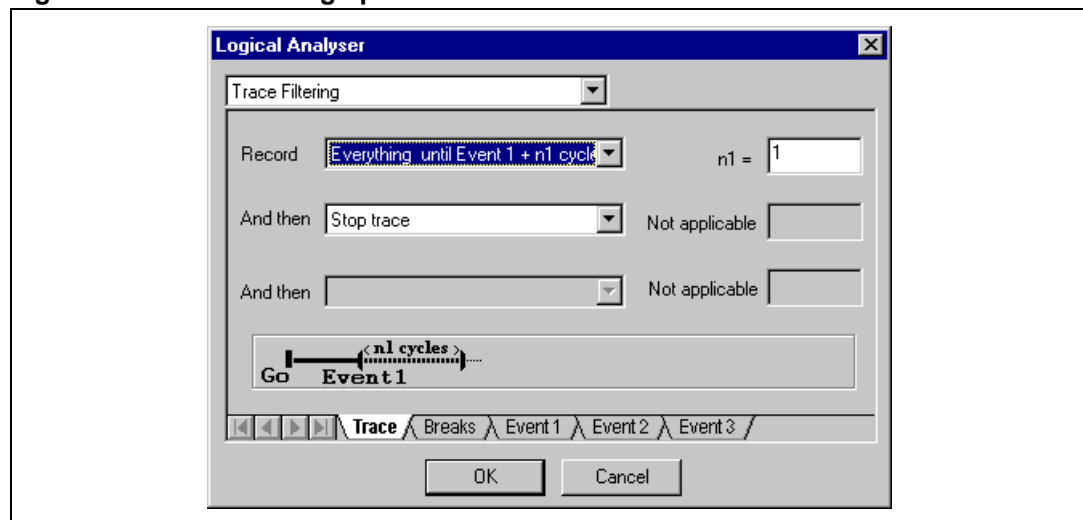 Logical Analyser
Trace Filtering
Record Everything until Event 1 + n1 cycl n1 = 1
And then Stop trace Not applicable
And then Not applicable
< n1 cycles >
Go Event1
Trace Breaks Event 1 Event 2 Event 3
OK Cancel